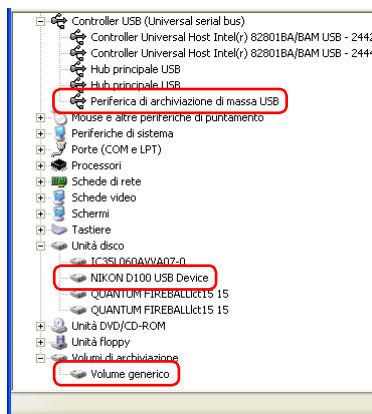 Controller USB (Universal serial bus)
Controller Universal Host Intel(r) 82801BA/BAM USB - 2442
Controller Universal Host Intel(r) 82801BA/BAM USB - 244
Hub principale USB
Hub principale USB
Periferica di archiviazione di massa USB
Mouse e altre periferiche di puntamento
Periferiche di sistema
Porte (COM e LPT)
Processori
Schede di rete
Schede video
Schermi
Tastiere
Unità disco
IC35L060AVVA07-0
NIKON D100 USB Device
QUANTUM FIREBALLlct15 15
QUANTUM FIREBALLlct15 15
Unità DVD/CD-ROM
Unità floppy
Volumi di archiviazione
Volume generico